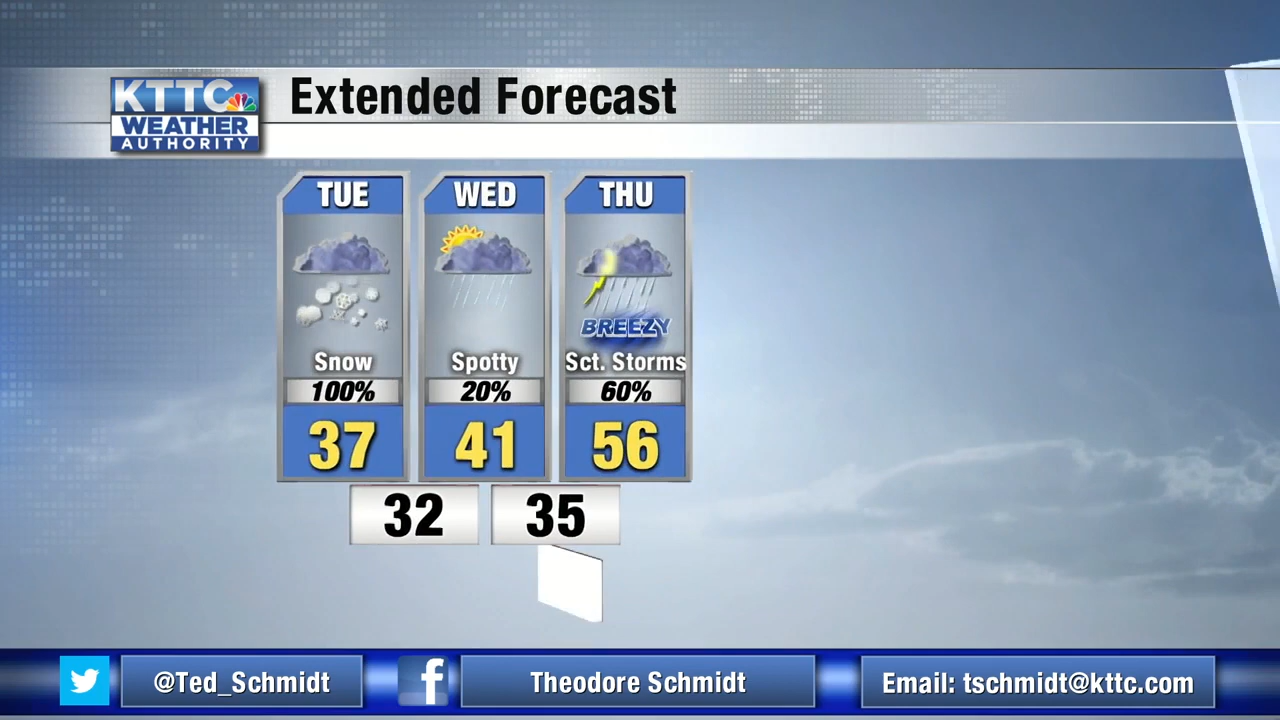 KTTC
WEATHER
AUTHORITY
Extended Forecast
TUE
WED
THU
BREEZY
Snow
Spotty
Sct. Storms
100%
20%
60%
37
41
56
32
35
f
@Ted_Schmidt
Theodore Schmidt
Email: tschmidt@kttc.com